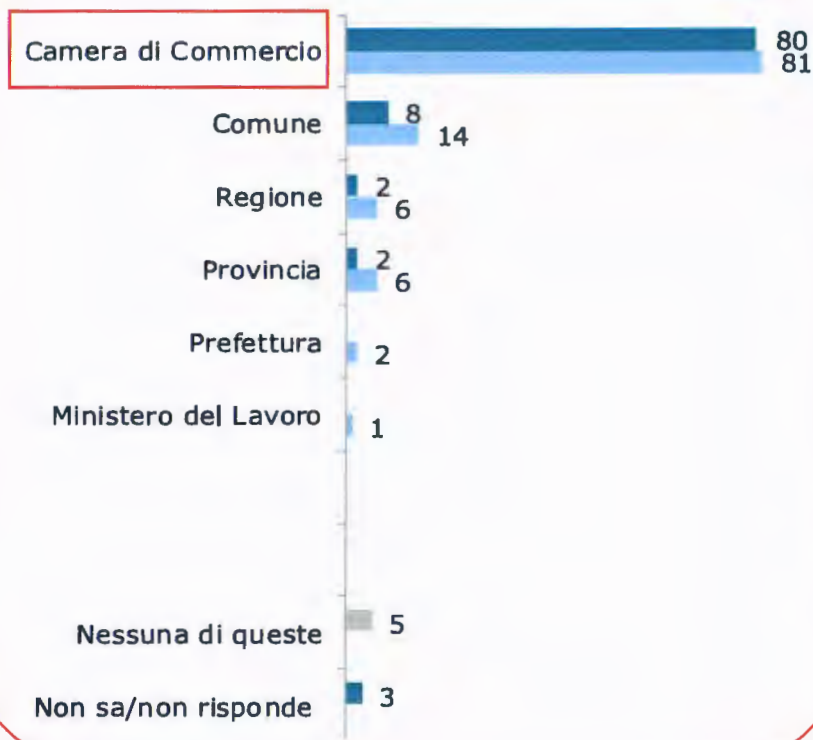 Camera di Commercio 80
81
Comune 8
14
Regione 2
6
Provincia 2
6
Prefettura 2
Ministero del Lavoro 1
Nessuna di queste 5
Non sa/non risponde 3